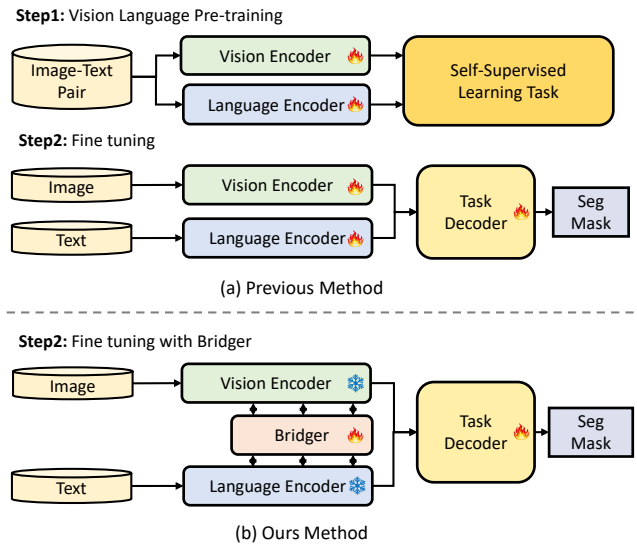 Step1: Vision Language Pre-training
Image-Text
Pair
Vision Encoder
Language Encoder
Self-Supervised
Learning Task
Step2: Fine tuning
Image
Text
Vision Encoder
Language Encoder
Task
Decoder
Seg
Mask
(a) Previous Method
Step2: Fine tuning with Bridger
Image
Text
Vision Encoder
Bridger
Language Encoder
Task
Decoder
Seg
Mask
(b) Ours Method